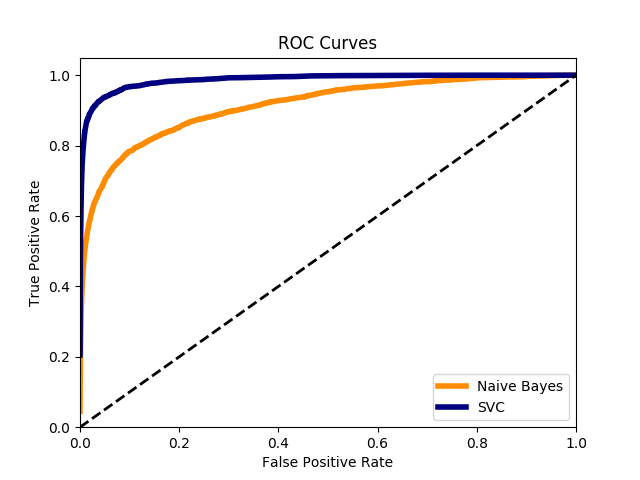 ROC Curves
True Positive Rate
1.0
0.8
0.6
0.4
0.2
0.0
0.0 0.2 0.4 0.6 0.8 1.0
False Positive Rate
Naive Bayes
SVC